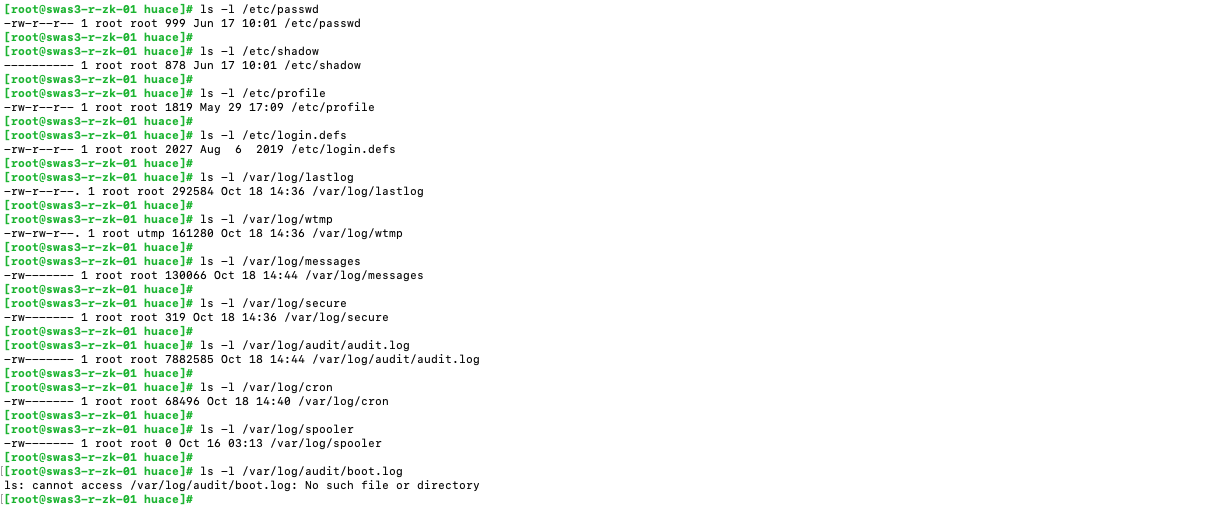 [root@swas3-r-zk-01 huace]# ls -l /etc/passwd
-rw-r--r-- 1 root root 999 Jun 17 10:01 /etc/passwd
[root@swas3-r-zk-01 huace]#
[root@swas3-r-zk-01 huace]# ls -l /etc/shadow
---------- 1 root root 878 Jun 17 10:01 /etc/shadow
[root@swas3-r-zk-01 huace]#
[root@swas3-r-zk-01 huace]# ls -l /etc/profile
-rw-r--r-- 1 root root 1819 May 29 17:09 /etc/profile
[root@swas3-r-zk-01 huace]#
[root@swas3-r-zk-01 huace]# ls -l /etc/login.defs
-rw-r--r-- 1 root root 2027 Aug  6  2019 /etc/login.defs
[root@swas3-r-zk-01 huace]#
[root@swas3-r-zk-01 huace]# ls -l /var/log/lastlog
-rw-r--r--. 1 root root 292584 Oct 18 14:36 /var/log/lastlog
[root@swas3-r-zk-01 huace]#
[root@swas3-r-zk-01 huace]# ls -l /var/log/wtmp
-rw-rw-r--. 1 root utmp 161280 Oct 18 14:36 /var/log/wtmp
[root@swas3-r-zk-01 huace]#
[root@swas3-r-zk-01 huace]# ls -l /var/log/messages
-rw------- 1 root root 130066 Oct 18 14:44 /var/log/messages
[root@swas3-r-zk-01 huace]#
[root@swas3-r-zk-01 huace]# ls -l /var/log/secure
-rw------- 1 root root 319 Oct 18 14:36 /var/log/secure
[root@swas3-r-zk-01 huace]#
[root@swas3-r-zk-01 huace]# ls -l /var/log/audit/audit.log
-rw------- 1 root root 7882585 Oct 18 14:44 /var/log/audit/audit.log
[root@swas3-r-zk-01 huace]#
[root@swas3-r-zk-01 huace]# ls -l /var/log/cron
-rw------- 1 root root 68496 Oct 18 14:40 /var/log/cron
[root@swas3-r-zk-01 huace]#
[root@swas3-r-zk-01 huace]# ls -l /var/log/spooler
-rw------- 1 root root 0 Oct 16 03:13 /var/log/spooler
[root@swas3-r-zk-01 huace]#
[[root@swas3-r-zk-01 huace]# ls -l /var/log/audit/boot.log
ls: cannot access /var/log/audit/boot.log: No such file or directory
[[root@swas3-r-zk-01 huace]#